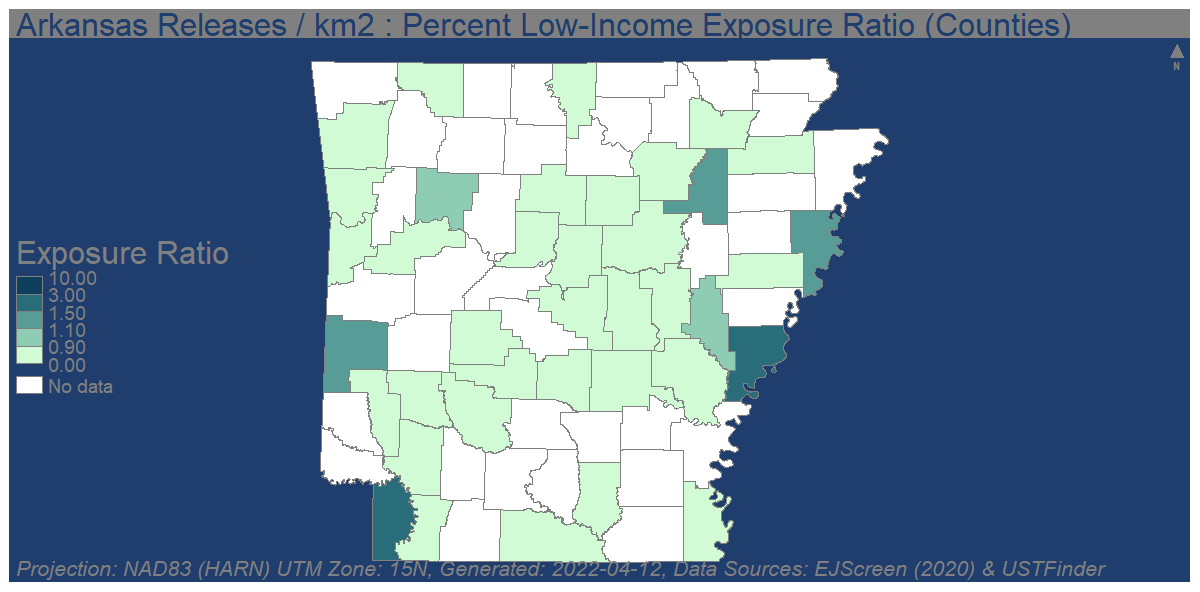 Arkansas Releases / km2 : Percent Low-Income Exposure Ratio (Counties)
N
Exposure Ratio
10.00
3.00
1.50
1.10
0.90
0.00
No data
Projection: NAD83 (HARN) UTM Zone: 15N, Generated: 2022-04-12, Data Sources: EJScreen (2020) & USTFinder